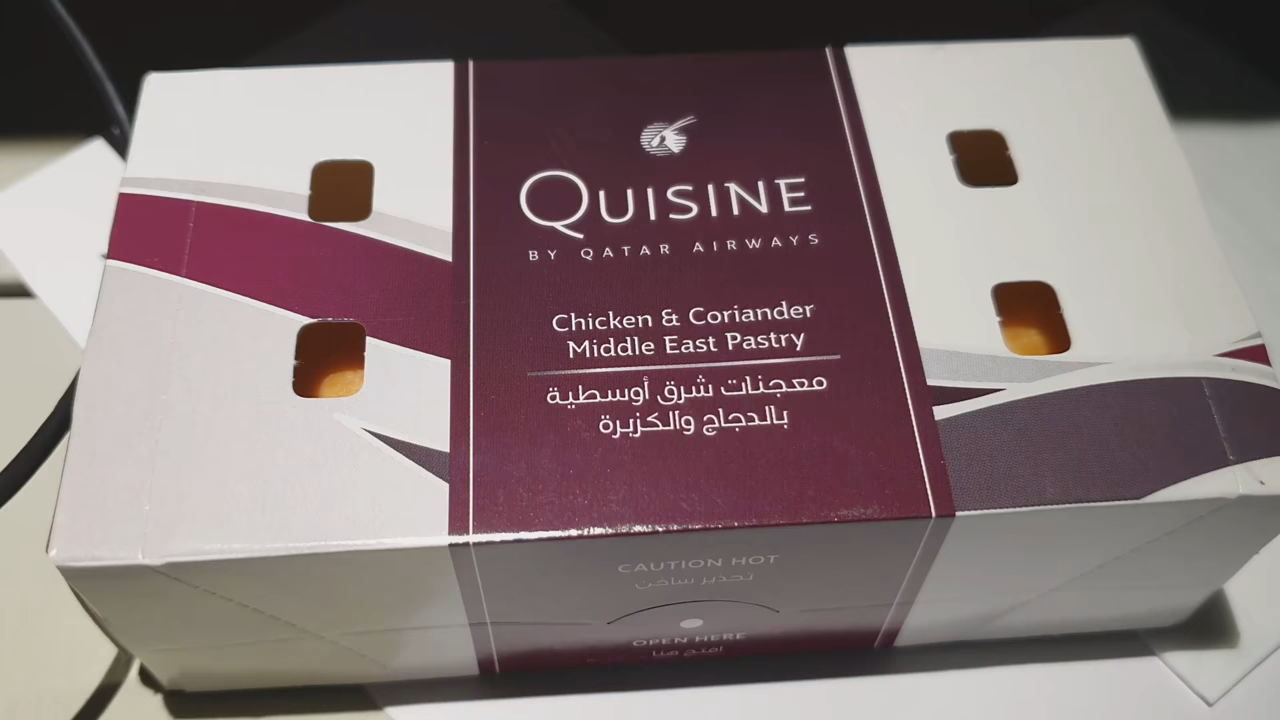 QUISINE
BY QATAR AIRWAYS
Chicken & Coriander
Middle East Pastry
معجنات شرق أوسطية
بالدجاج والكزبرة
CAUTION HOT
تحذير ساخن
OPEN HERE
افتح هنا